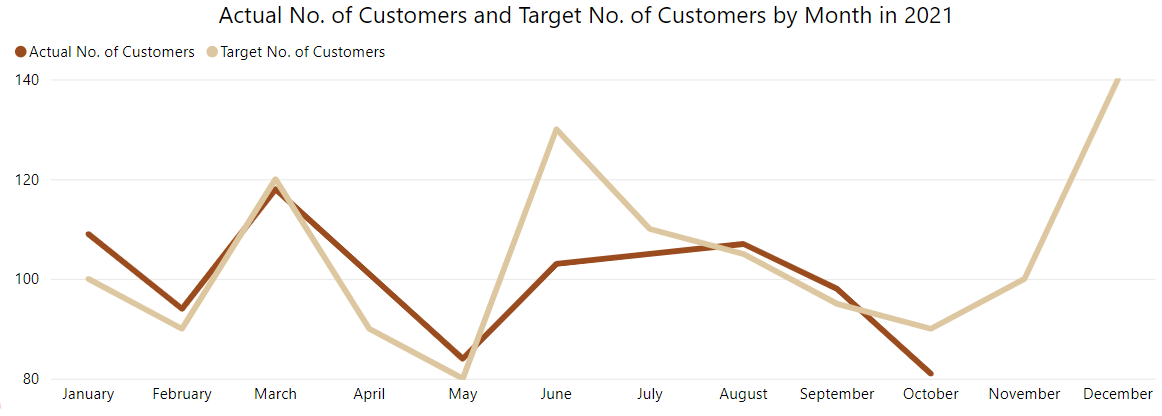 Actual No. of Customers and Target No. of Customers by Month in 2021
Actual No. of Customers Target No. of Customers
140
120
100
80
January February March April May June July August September October November December